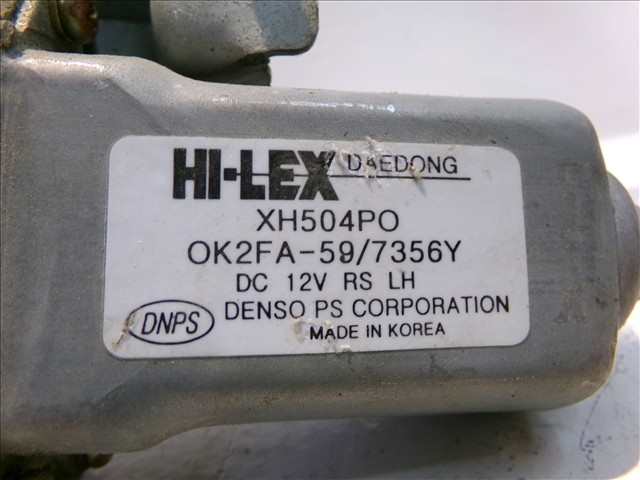 HI-LEX DAEDONG
XH504PO
OK2FA-59/7356Y
DC 12V RS LH
DNPS DENSO PS CORPORATION
MADE IN KOREA